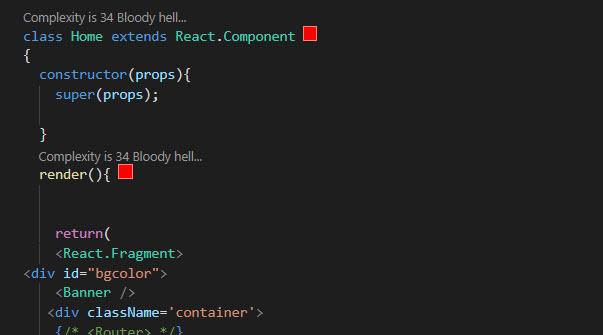 Complexity is 34 Bloody hell...
class Home extends React.Component
{
constructor(props){
super(props);
}
Complexity is 34 Bloody hell...
render(){
return(
<React.Fragment>
<div id="bgcolor">
<Banner />
<div className='container'>
{/* <Router> */}